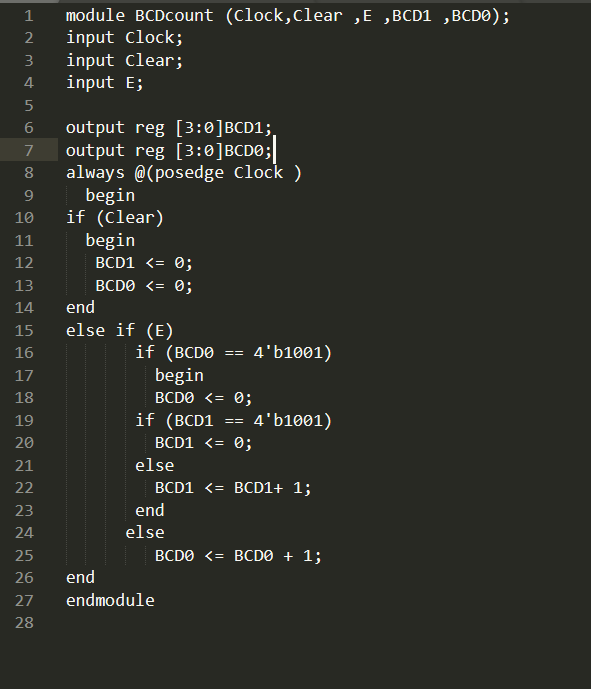 1 module BCDcount (Clock,Clear ,E ,BCD1 ,BCD0);
2 input Clock;
3 input Clear;
4 input E;
5
6 output reg [3:0]BCD1;
7 output reg [3:0]BCD0;
8 always @(posedge Clock )
9   begin
10 if (Clear)
11   begin
12    BCD1 <= 0;
13    BCD0 <= 0;
14 end
15 else if (E)
16        if (BCD0 == 4'b1001)
17          begin
18          BCD0 <= 0;
19        if (BCD1 == 4'b1001)
20          BCD1 <= 0;
21        else
22          BCD1 <= BCD1+ 1;
23        end
24       else
25          BCD0 <= BCD0 + 1;
26 end
27 endmodule
28